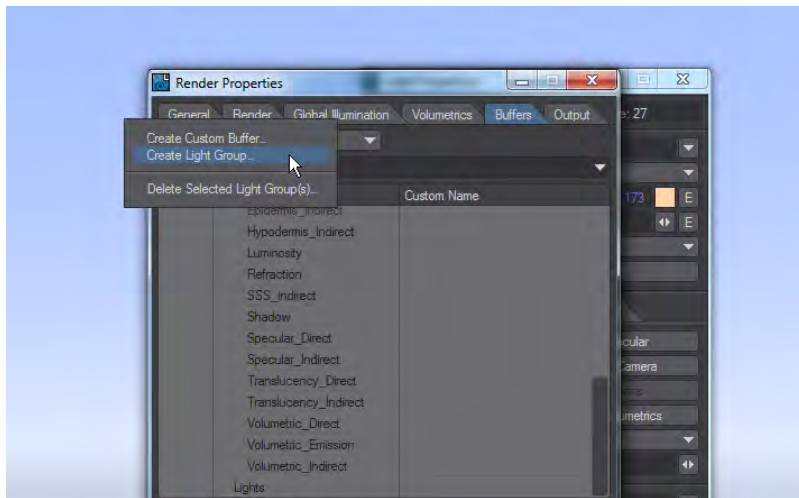 Render Properties
General Render Global Illumination Volumetrics Buffers Output
e: 27
Create Custom Buffer...
Create Light Group...
Delete Selected Light Group(s)...
Custom Name
173 E
E
Epidermis_Indirect
Hypodermis_Indirect
Luminosity
Refraction
SSS_Indirect
Shadow
Specular_Direct
cular
Specular_Indirect
Camera
Translucency_Direct
Translucency_Indirect
umetrics
Volumetric_Direct
Volumetric_Emission
Volumetric_Indirect
Lights